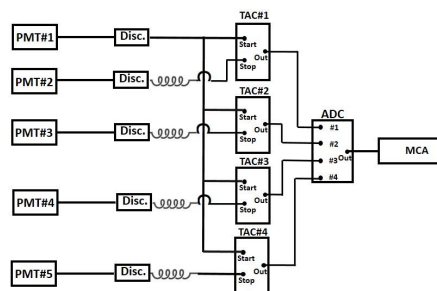 TAC#1
PMT#1 Disc. Start
Out
PMT#2 Disc. Stop
TAC#2
Start
Out
PMT#3 Disc. Stop
ADC
#1
#2
#3
#4
Out
MCA
TAC#3
Start
Out
PMT#4 Disc. Stop
TAC#4
Start
Out
PMT#5 Disc. Stop